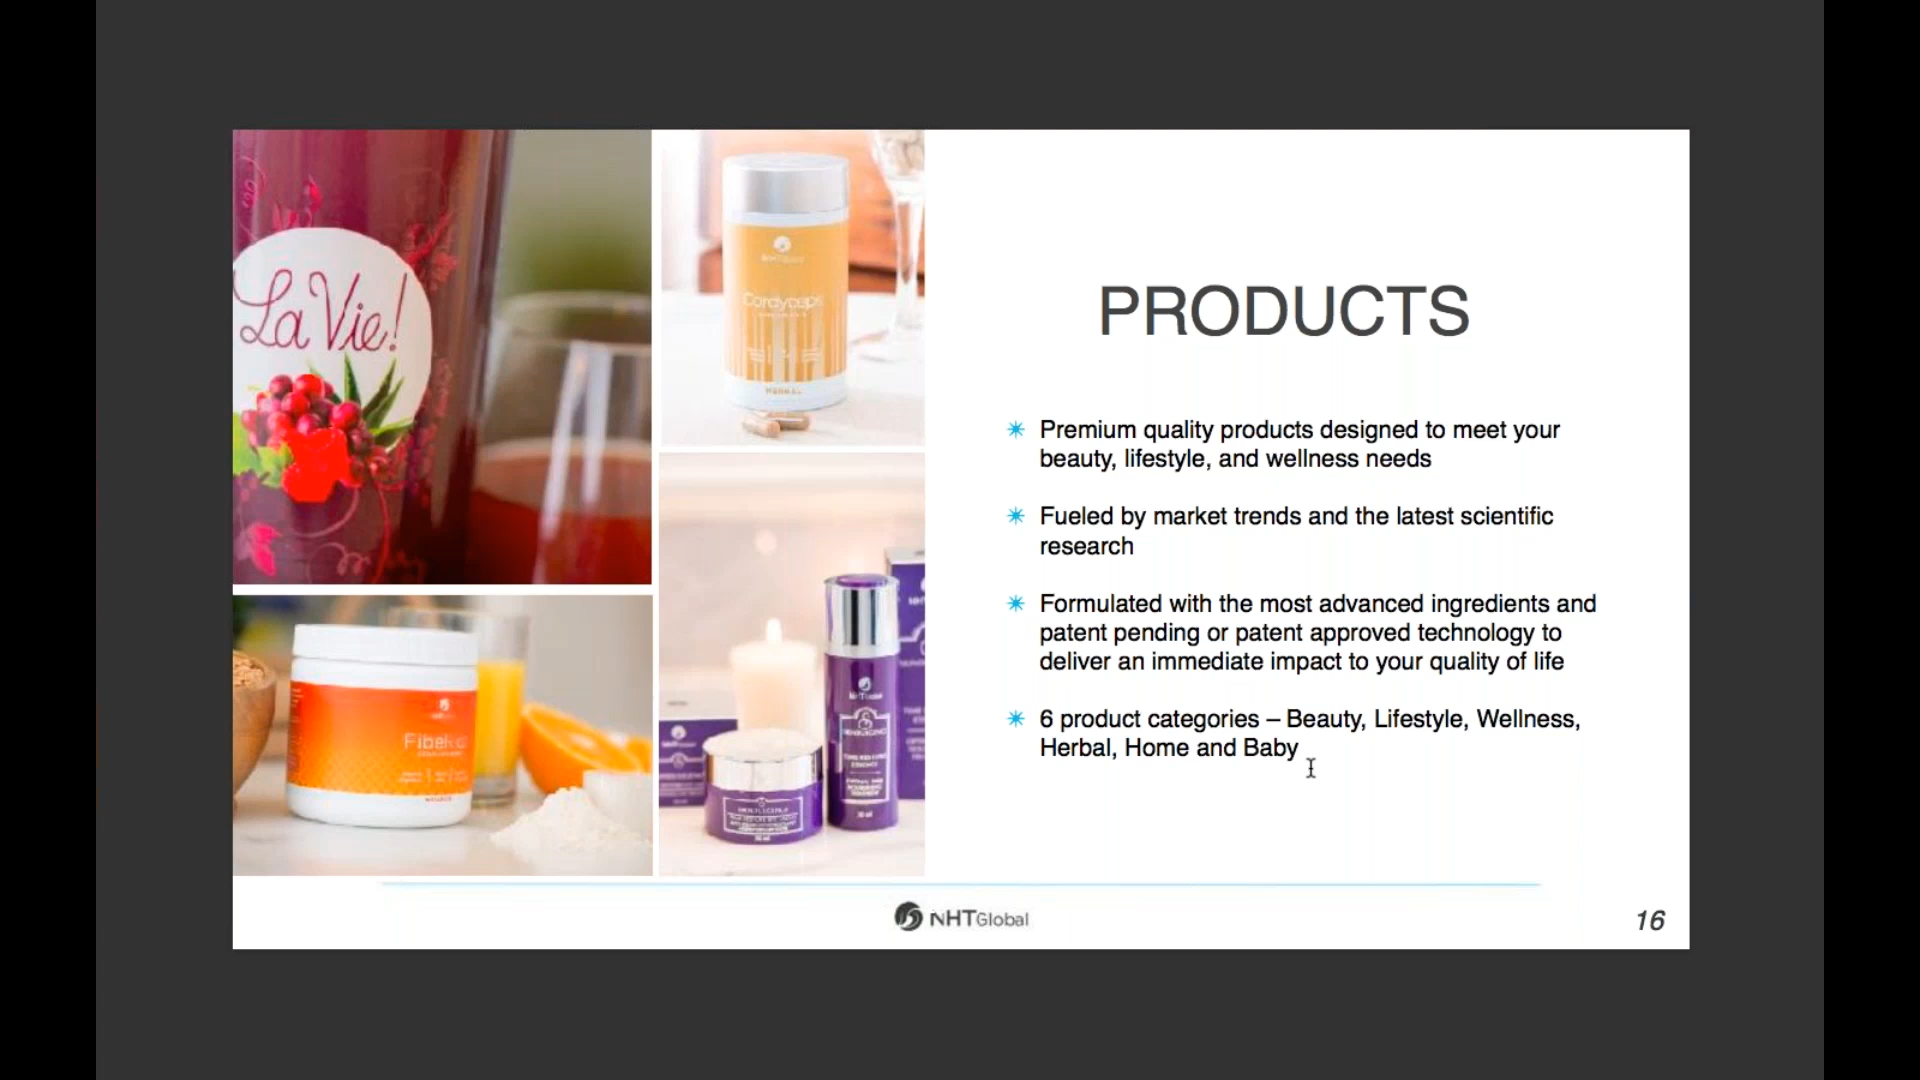 La Vie!
Cordyceps
HERBAL
PRODUCTS
Premium quality products designed to meet your
beauty, lifestyle, and wellness needs
Fueled by market trends and the latest scientific
research
Formulated with the most advanced ingredients and
patent pending or patent approved technology to
deliver an immediate impact to your quality of life
6 product categories – Beauty, Lifestyle, Wellness,
Herbal, Home and Baby
30 ml
NHTGlobal
16